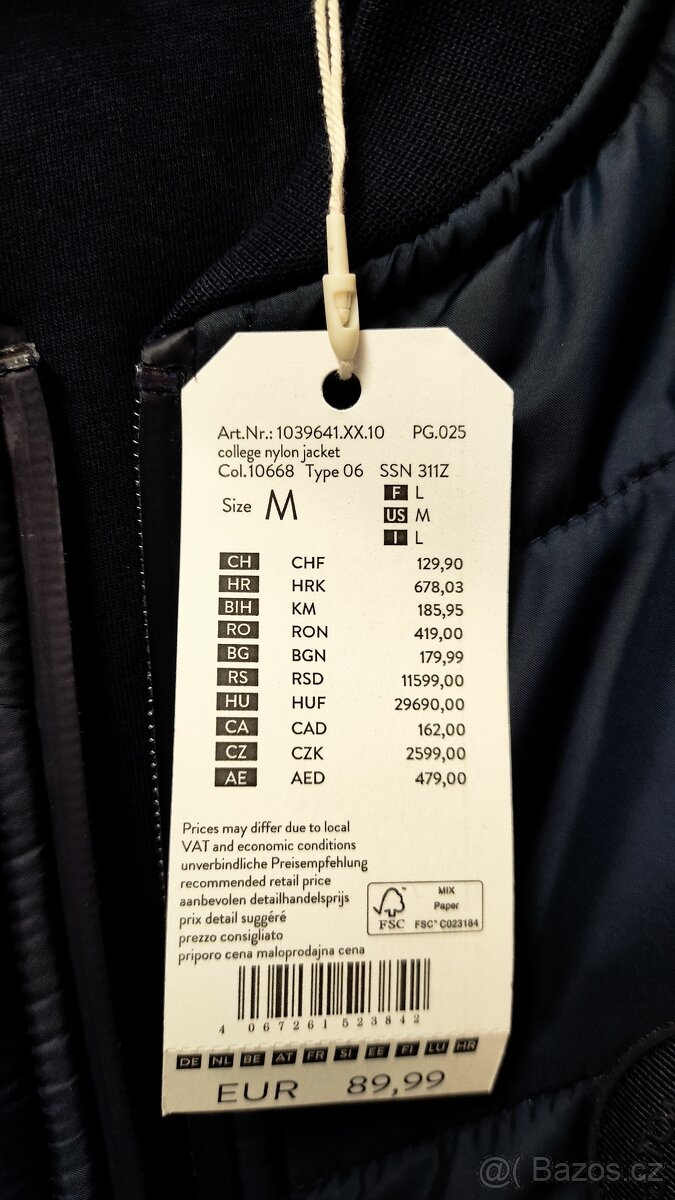 Art.Nr.: 1039641.XX.10 PG.025
college nylon jacket
Col.10668 Type 06 SSN 311Z
Size M
F L
US M
I L
CH CHF 129,90
HR HRK 678,03
BIH KM 185,95
RO RON 419,00
BG BGN 179,99
RS RSD 11599,00
HU HUF 29690,00
CA CAD 162,00
CZ CZK 2599,00
AE AED 479,00
Prices may differ due to local
VAT and economic conditions
unverbindliche Preisempfehlung
recommended retail price
aanbevolen detailhandelsprijs
prix detail suggéré
prezzo consigliato
priporo cena maloprodajna cena
MIX
Paper
FSC FSC™ C023184
4 067261 523842
DE NL BE AT FR SI EE FI LU HR
EUR 89,99
@( Bazos.cz